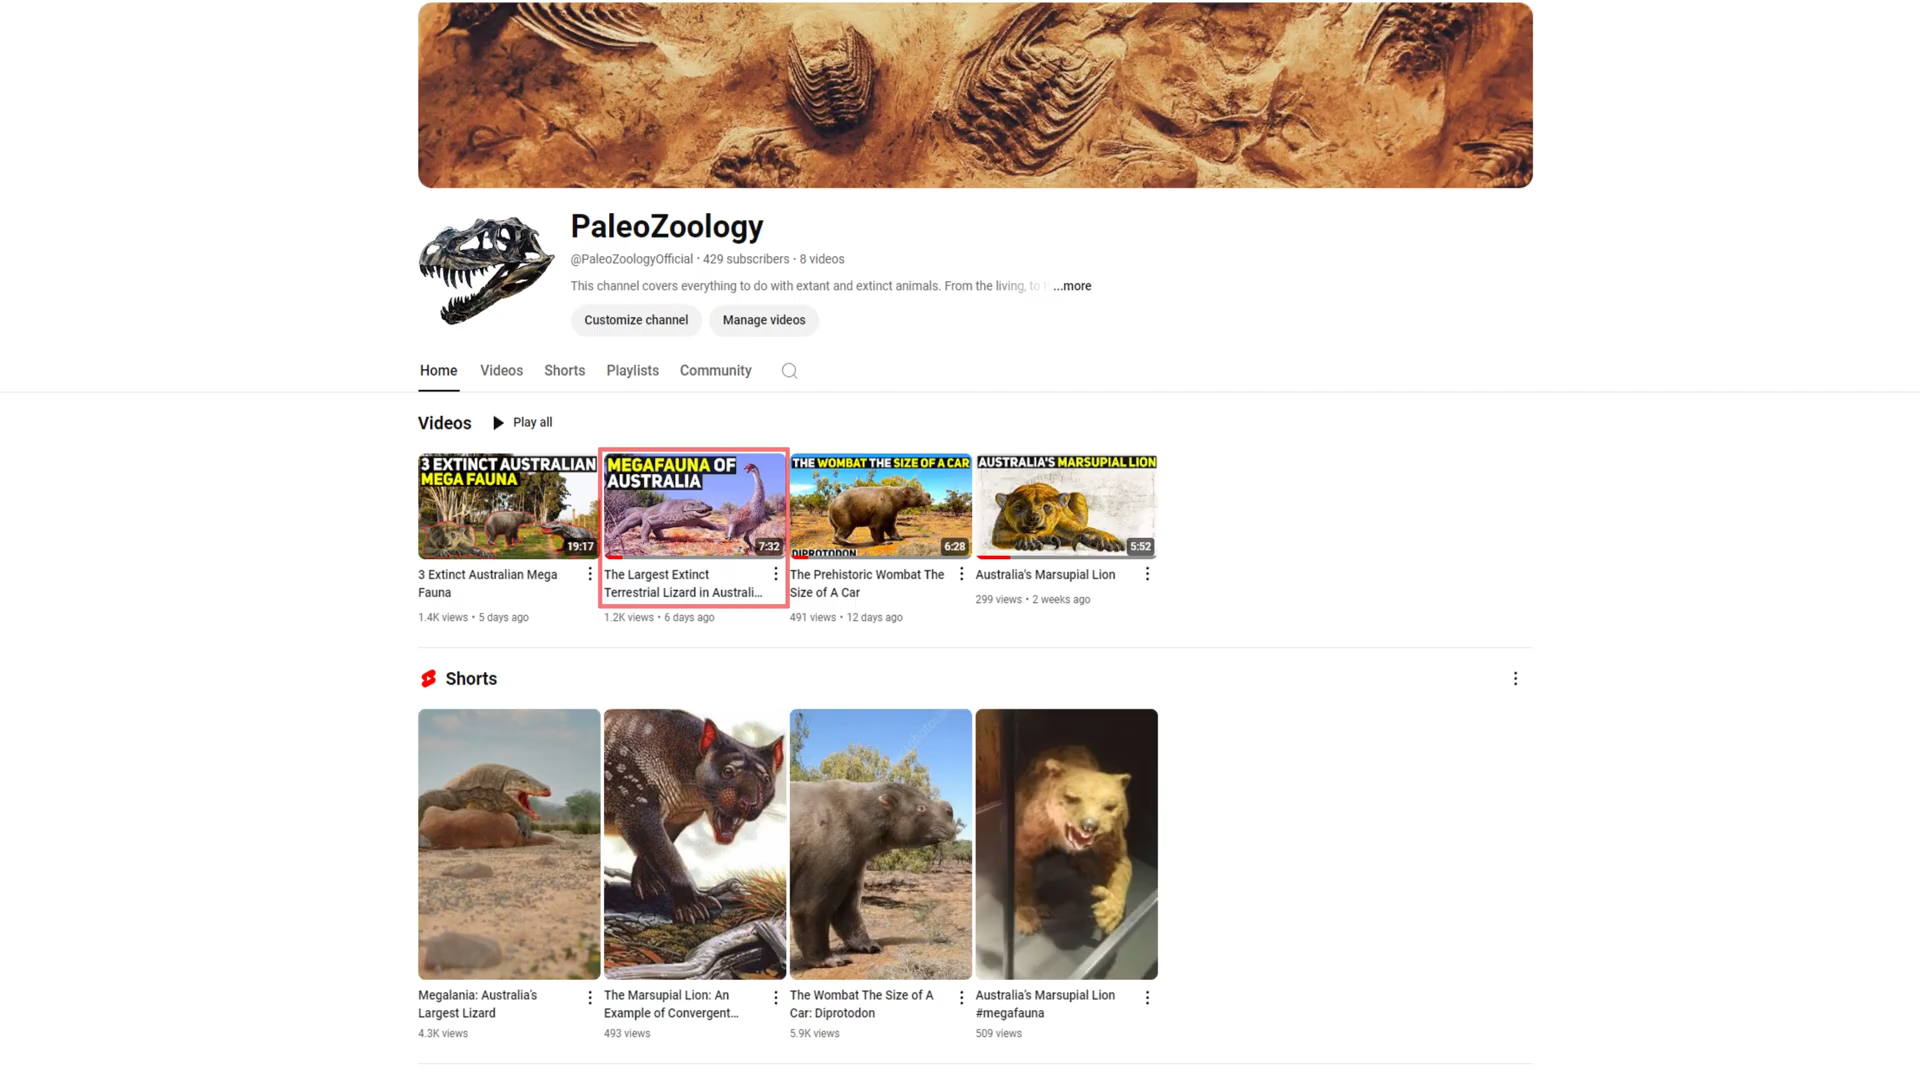 PaleoZoology
@PaleoZoologyOfficial · 429 subscribers · 8 videos
This channel covers everything to do with extant and extinct animals. From the living, to ...more
Customize channel
Manage videos
Home
Videos
Shorts
Playlists
Community
Videos
Play all
3 EXTINCT AUSTRALIAN
MEGA FAUNA
19:17
3 Extinct Australian Mega
Fauna
1.4K views • 5 days ago
MEGAFAUNA OF
AUSTRALIA
7:32
The Largest Extinct
Terrestrial Lizard in Australi...
1.2K views • 6 days ago
THE WOMBAT THE SIZE OF A CAR
DIPROTODON
6:28
The Prehistoric Wombat The
Size of A Car
491 views • 12 days ago
AUSTRALIA'S MARSUPIAL LION
5:52
Australia's Marsupial Lion
299 views • 2 weeks ago
Shorts
Megalania: Australia's
Largest Lizard
4.3K views
The Marsupial Lion: An
Example of Convergent...
493 views
The Wombat The Size of A
Car: Diprotodon
5.9K views
Australia's Marsupial Lion
#megafauna
509 views